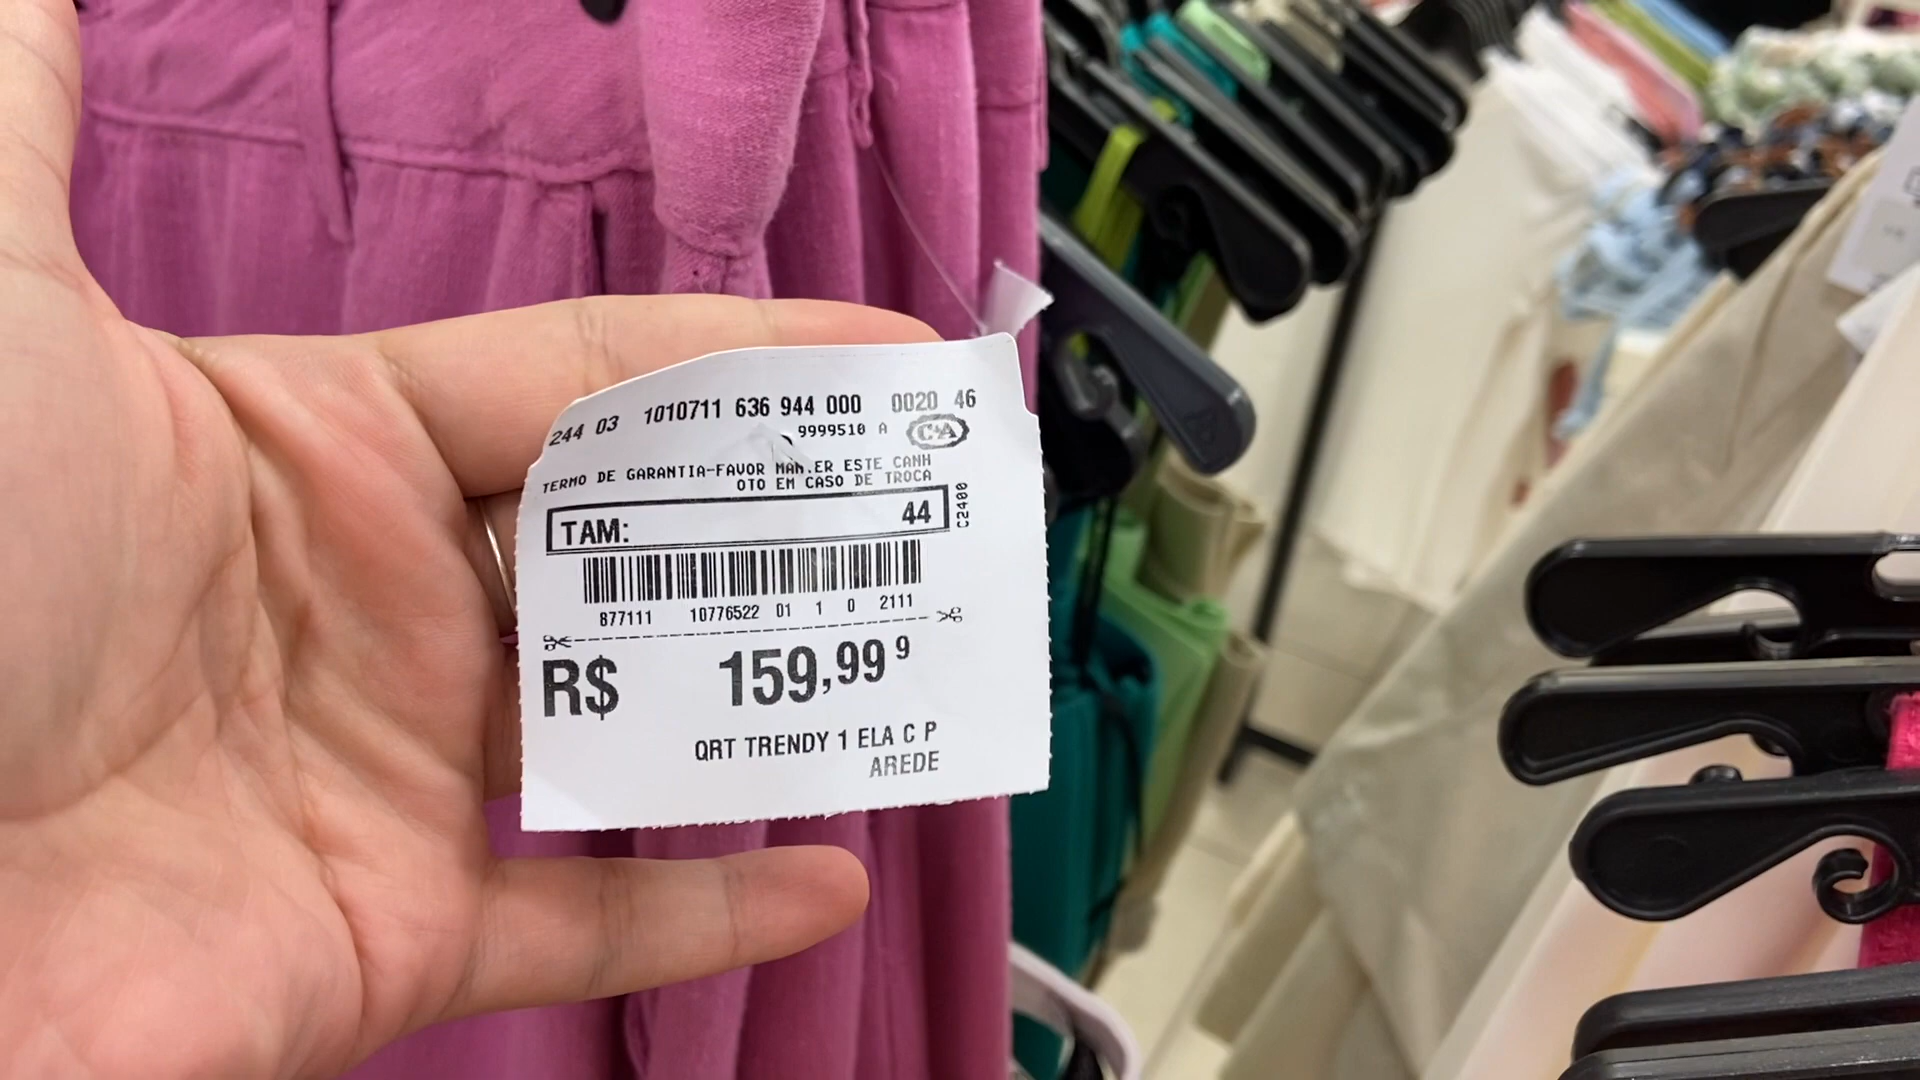 244 03 1010711 636 944 000 0020 46
9999510 A C&A
TERMO DE GARANTIA-FAVOR MAN.ER ESTE CANH
OTO EM CASO DE TROCA
TAM: 44
C2400
877111 10776522 01 1 0 2111
R$ 159,99 9
QRT TRENDY 1 ELA C P
AREDE